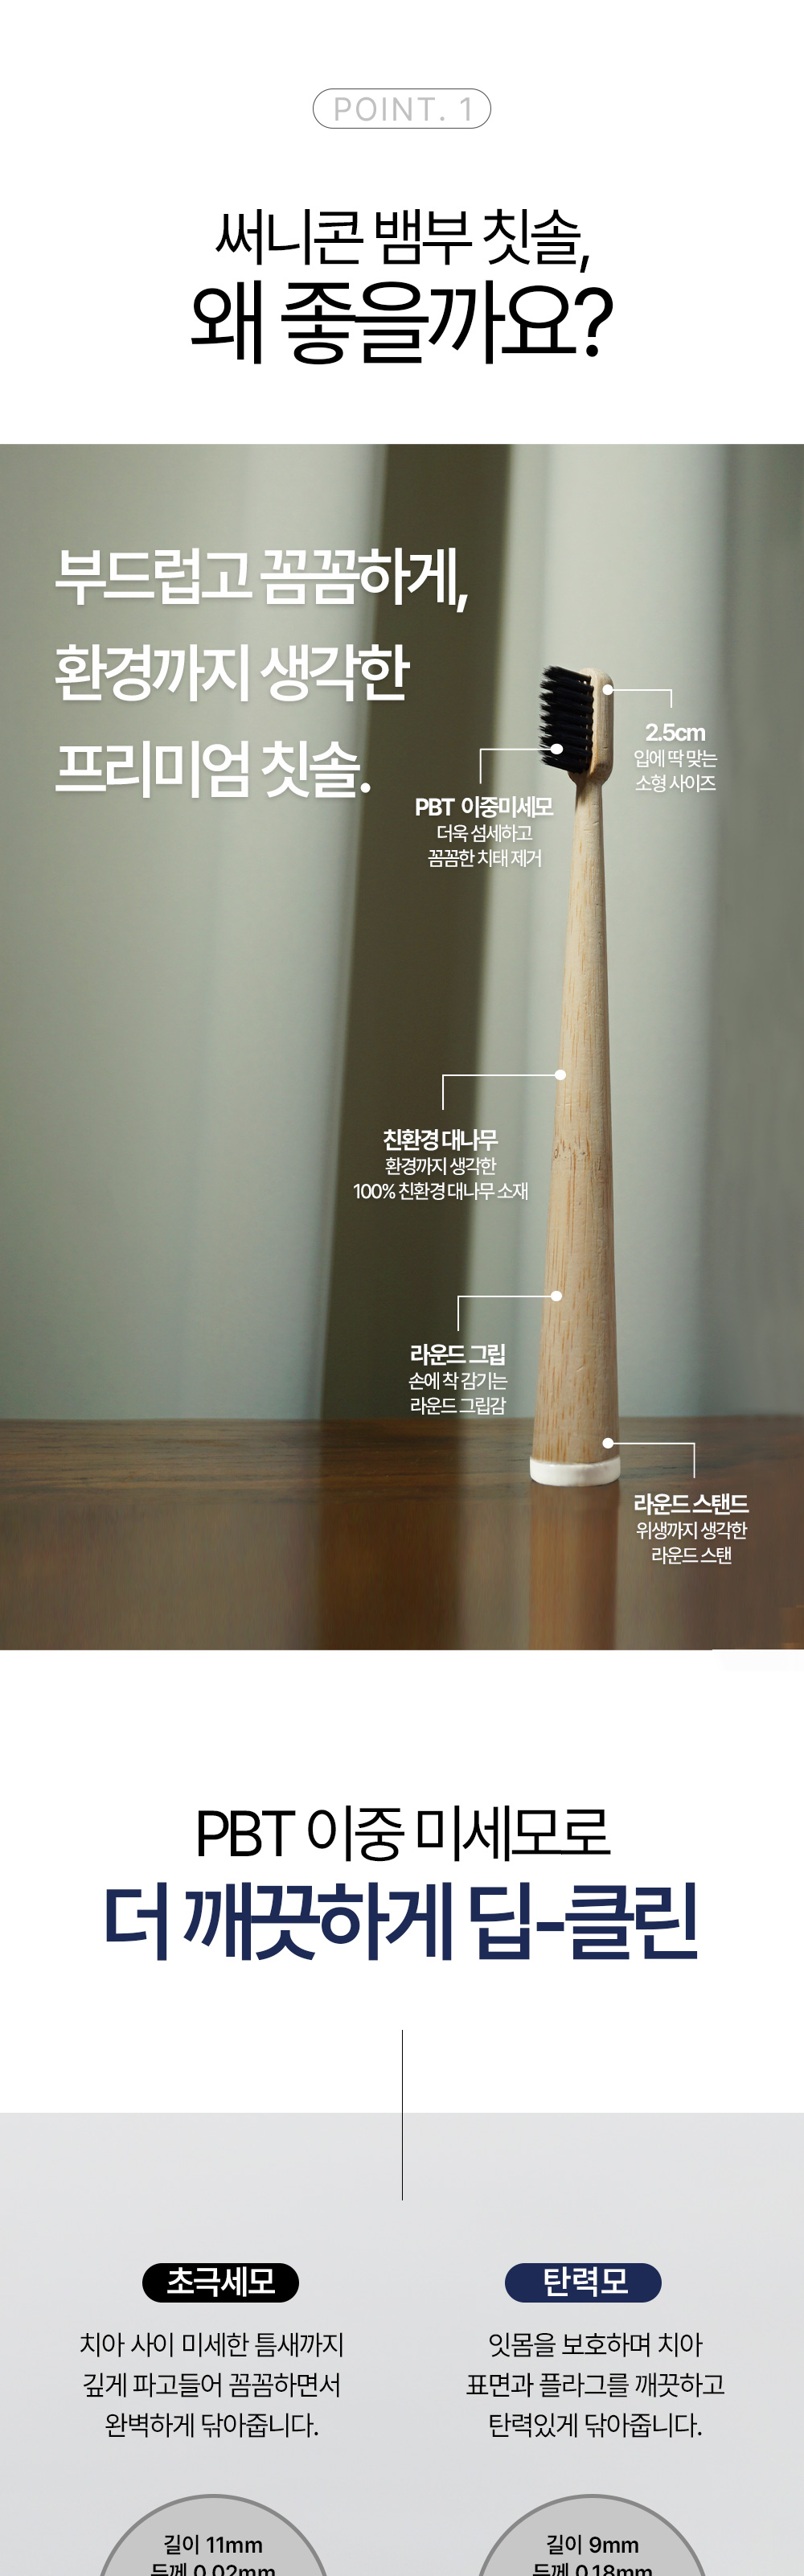 POINT. 1
써니콘 뱀부 칫솔,
왜 좋을까요?
부드럽고 꼼꼼하게,
환경까지 생각한
프리미엄 칫솔.
2.5cm
입에 딱 맞는
소형 사이즈
PBT 이중미세모
더욱 섬세하고
꼼꼼한 치태 제거
친환경 대나무
환경까지 생각한
100% 친환경 대나무 소재
라운드 그립
손에 착 감기는
라운드 그립감
라운드 스탠드
위생까지 생각한
라운드 스탠
PBT 이중 미세모로
더 깨끗하게 딥-클린
초극세모
치아 사이 미세한 틈새까지
깊게 파고들어 꼼꼼하면서
완벽하게 닦아줍니다.
탄력모
잇몸을 보호하며 치아
표면과 플라그를 깨끗하고
탄력있게 닦아줍니다.
길이 11mm
두께 0.02mm
길이 9mm
두께 0.18mm